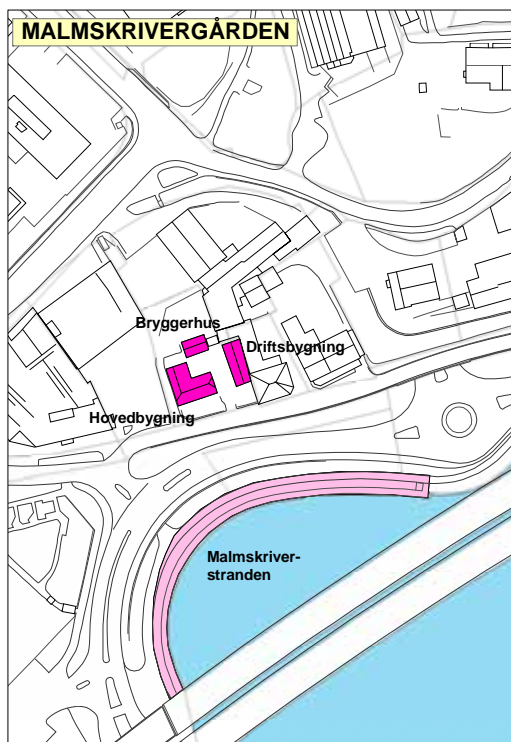 MALMSKRIVERGÅRDEN
Bryggerhus
Driftsbygning
Hovedbygning
Malmskriver-
stranden